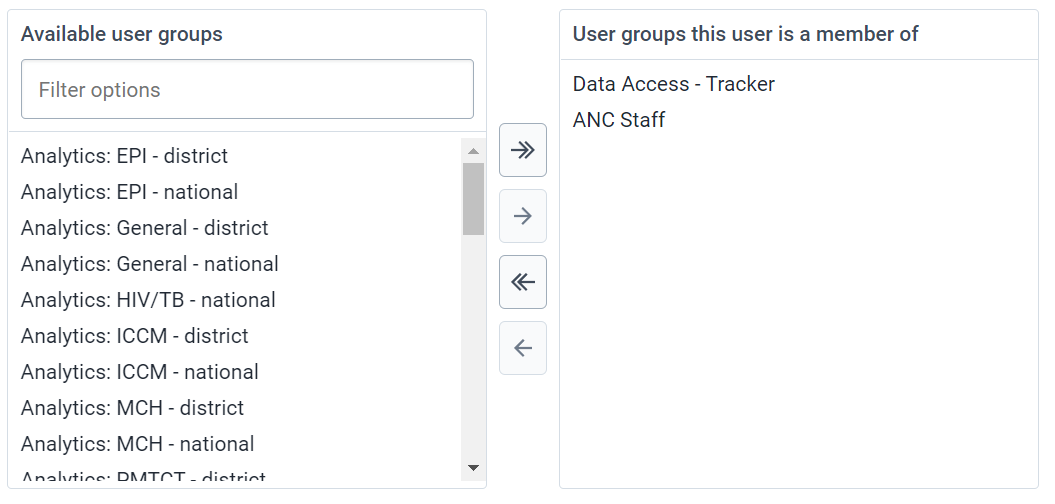 Available user groups
Filter options
Analytics: EPI - district
Analytics: EPI - national
Analytics: General - district
Analytics: General - national
Analytics: HIV/TB - national
Analytics: ICCM - district
Analytics: ICCM - national
Analytics: MCH - district
Analytics: MCH - national
Analytics: PMTCT - district
User groups this user is a member of
Data Access - Tracker
ANC Staff